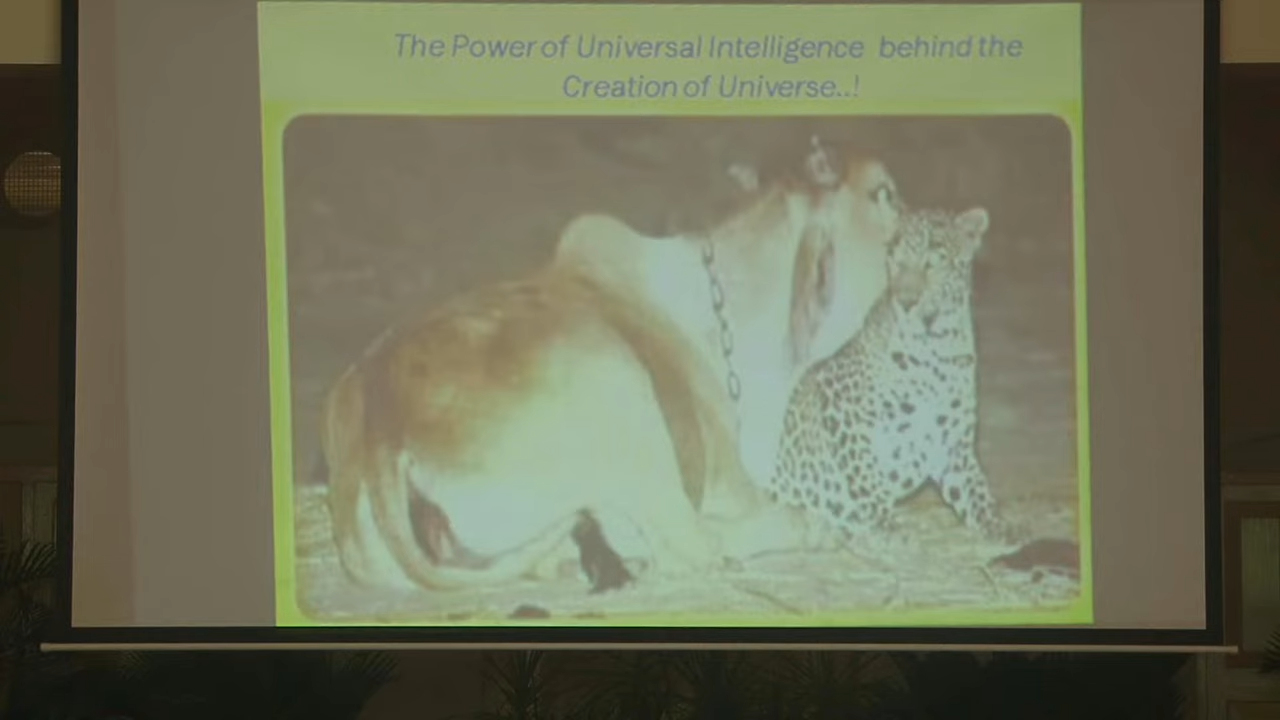 The Power of Universal Intelligence behind the
Creation of Universe..!